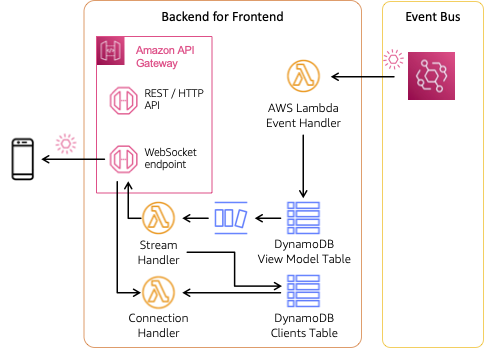 Backend for Frontend
Event Bus
Amazon API
Gateway
REST / HTTP
API
AWS Lambda
Event Handler
WebSocket
endpoint
Stream
Handler
DynamoDB
View Model Table
Connection
Handler
DynamoDB
Clients Table